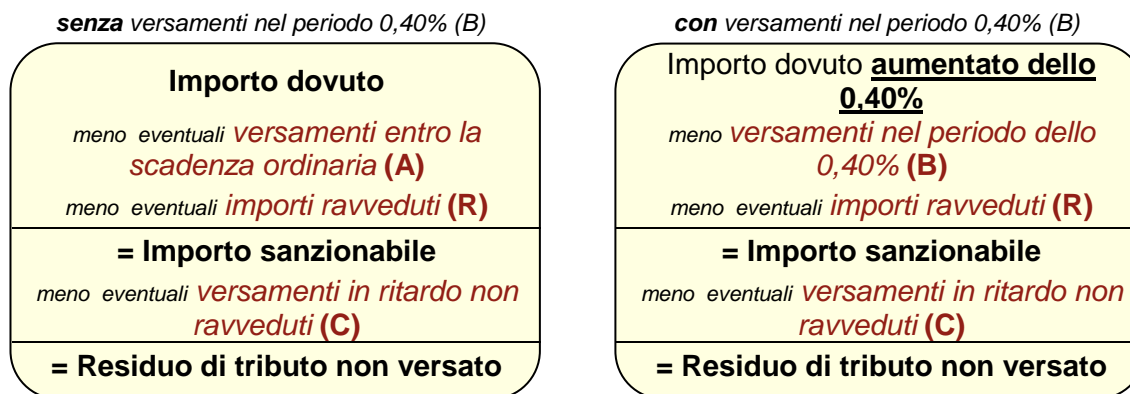 senza versamenti nel periodo 0,40% (B)
Importo dovuto
meno eventuali versamenti entro la
scadenza ordinaria (A)
meno eventuali importi ravveduti (R)
= Importo sanzionabile
meno eventuali versamenti in ritardo non
ravveduti (C)
= Residuo di tributo non versato
con versamenti nel periodo 0,40% (B)
Importo dovuto aumentato dello
0,40%
meno versamenti nel periodo dello
0,40% (B)
meno eventuali importi ravveduti (R)
= Importo sanzionabile
meno eventuali versamenti in ritardo non
ravveduti (C)
= Residuo di tributo non versato